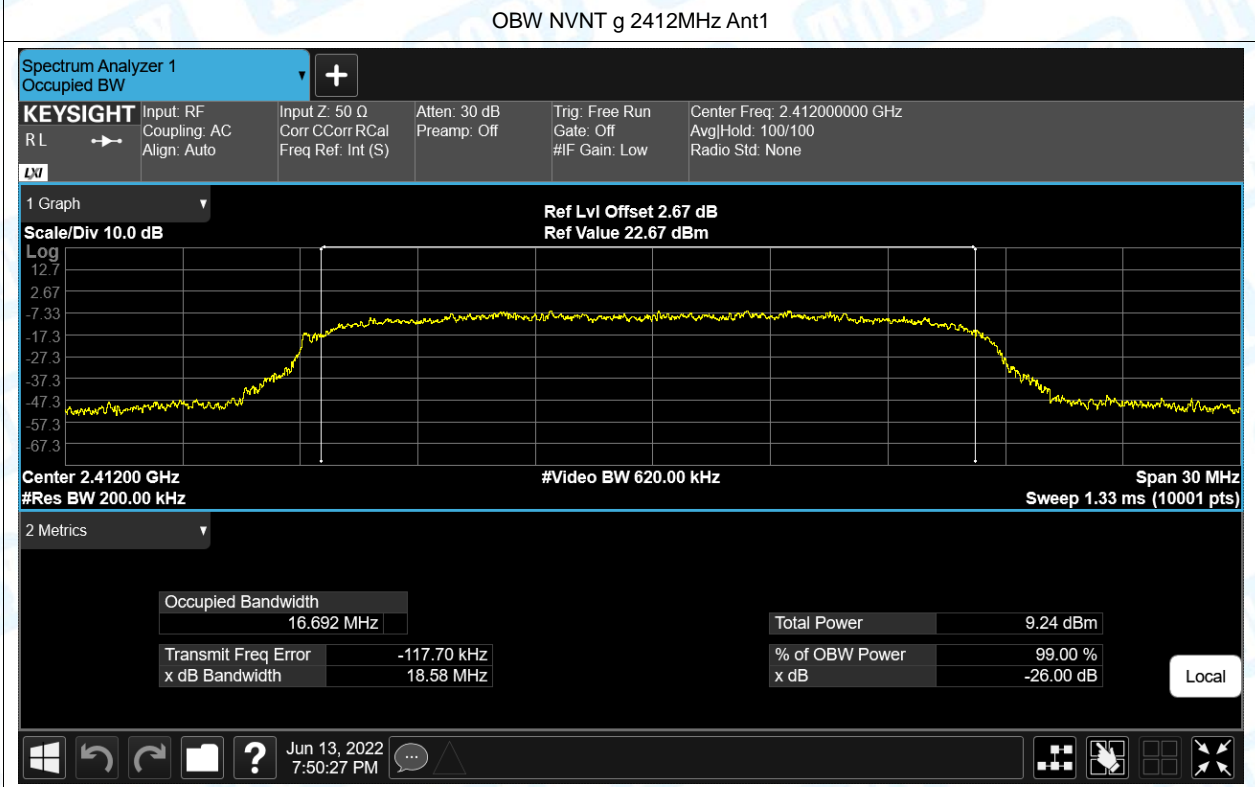 OBW NVNT g 2412MHz Ant1
Spectrum Analyzer 1
Occupied BW
KEYSIGHT
R L
LXI
Input: RF
Coupling: AC
Align: Auto
Input Z: 50 Ω
Corr CCorr RCal
Freq Ref: Int (S)
Atten: 30 dB
Preamp: Off
Trig: Free Run
Gate: Off
#IF Gain: Low
Center Freq: 2.412000000 GHz
Avg|Hold: 100/100
Radio Std: None
1 Graph
Scale/Div 10.0 dB
Ref Lvl Offset 2.67 dB
Ref Value 22.67 dBm
Log
12.7
2.67
-7.33
-17.3
-27.3
-37.3
-47.3
-57.3
-67.3
Center 2.41200 GHz
#Video BW 620.00 kHz
Span 30 MHz
#Res BW 200.00 kHz
Sweep 1.33 ms (10001 pts)
2 Metrics
Occupied Bandwidth
16.692 MHz
Total Power 9.24 dBm
Transmit Freq Error -117.70 kHz
% of OBW Power 99.00 %
x dB Bandwidth 18.58 MHz
x dB -26.00 dB
Local
?
Jun 13, 2022
7:50:27 PM